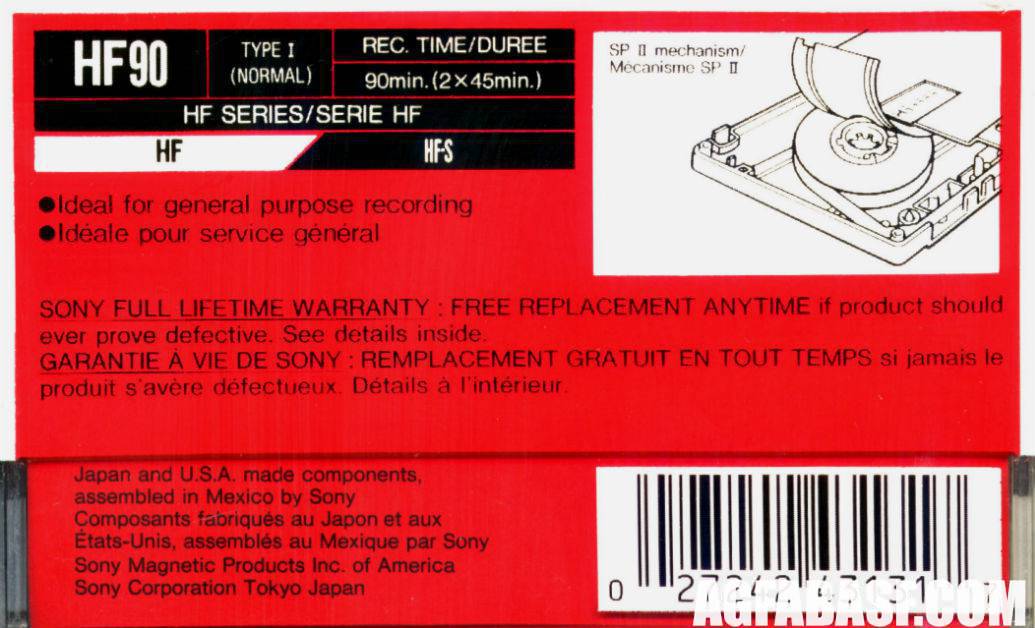 HF90
TYPE I
(NORMAL)
REC. TIME/DUREE
90min.(2×45min.)
HF SERIES/SERIE HF
HF
HF-S
SP II mechanism/
Mécanisme SP II
●Ideal for general purpose recording
●Idéale pour service général
SONY FULL LIFETIME WARRANTY : FREE REPLACEMENT ANYTIME if product should
ever prove defective. See details inside.
GARANTIE À VIE DE SONY : REMPLACEMENT GRATUIT EN TOUT TEMPS si jamais le
produit s'avère défectueux. Détails à l'intérieur.
Japan and U.S.A. made components,
assembled in Mexico by Sony
Composants fabriqués au Japon et aux
États-Unis, assemblés au Mexique par Sony
Sony Magnetic Products Inc. of America
Sony Corporation Tokyo Japan
0 27242 43131
AGFABASF.COM